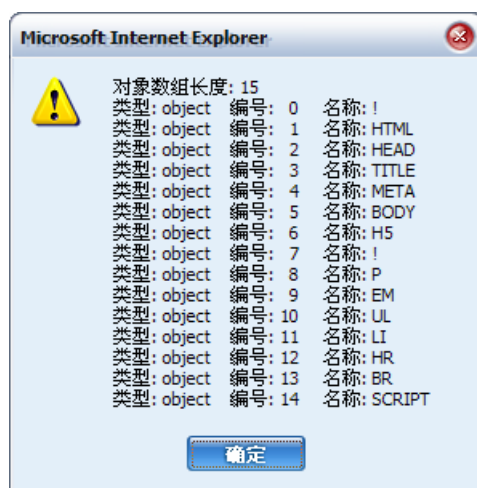 Microsoft Internet Explorer
对象数组长度: 15
类型: object 编号: 0 名称: !
类型: object 编号: 1 名称: HTML
类型: object 编号: 2 名称: HEAD
类型: object 编号: 3 名称: TITLE
类型: object 编号: 4 名称: META
类型: object 编号: 5 名称: BODY
类型: object 编号: 6 名称: H5
类型: object 编号: 7 名称: !
类型: object 编号: 8 名称: P
类型: object 编号: 9 名称: EM
类型: object 编号: 10 名称: UL
类型: object 编号: 11 名称: LI
类型: object 编号: 12 名称: HR
类型: object 编号: 13 名称: BR
类型: object 编号: 14 名称: SCRIPT
确定